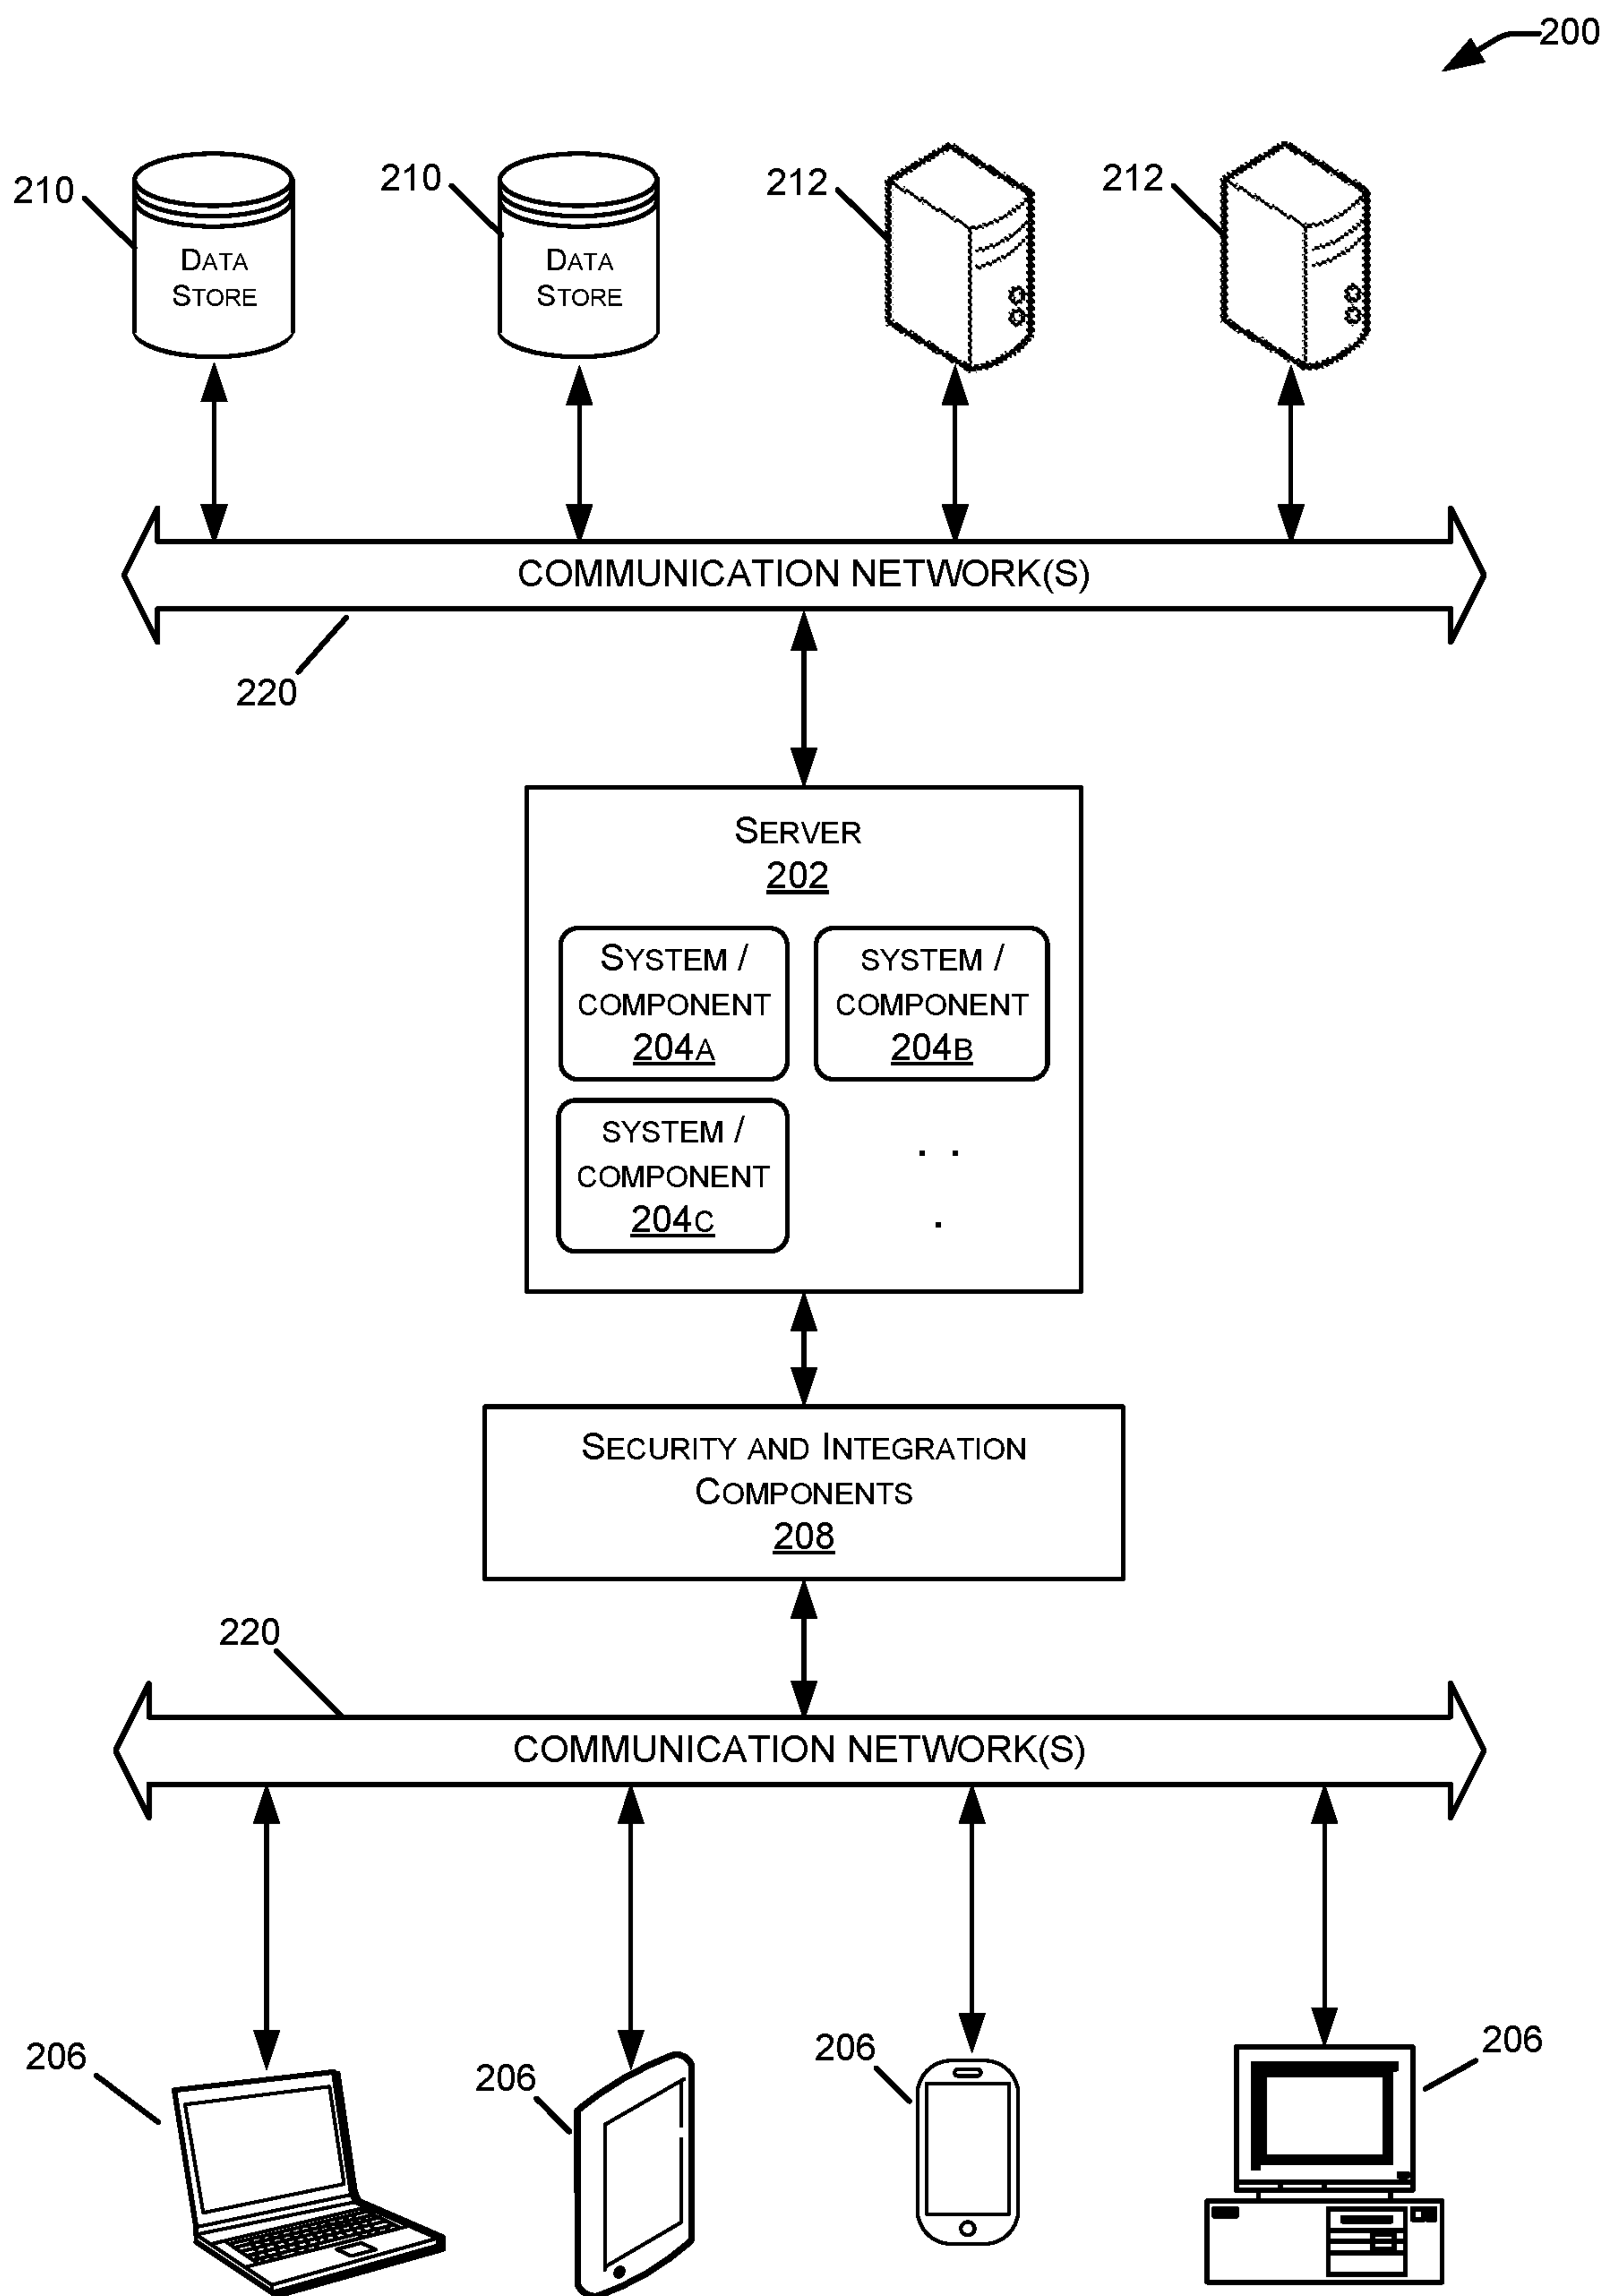 200
210
210
212
212
DATA
STORE
DATA
STORE
COMMUNICATION NETWORK(S)
220
SERVER
202
SYSTEM /
COMPONENT
204A
SYSTEM /
COMPONENT
204B
SYSTEM /
COMPONENT
204C
. .
.
SECURITY AND INTEGRATION
COMPONENTS
208
220
COMMUNICATION NETWORK(S)
206
206
206
206